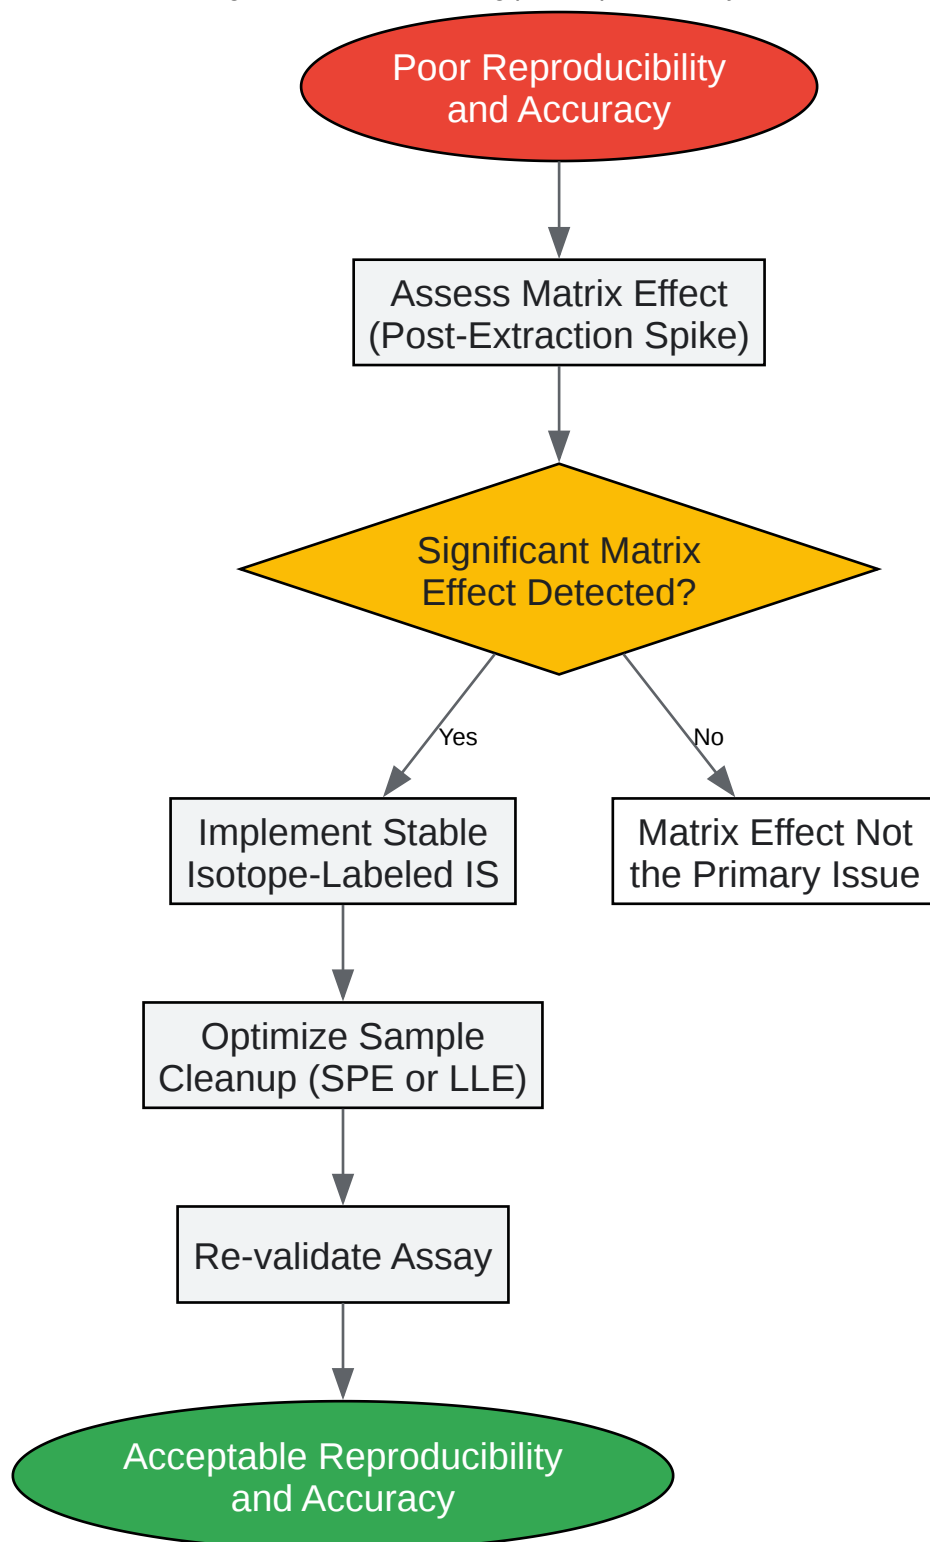 Poor Reproducibility
and Accuracy
Assess Matrix Effect
(Post-Extraction Spike)
Significant Matrix
Effect Detected?
Yes
No
Implement Stable
Isotope-Labeled IS
Matrix Effect Not
the Primary Issue
Optimize Sample
Cleanup (SPE or LLE)
Re-validate Assay
Acceptable Reproducibility
and Accuracy